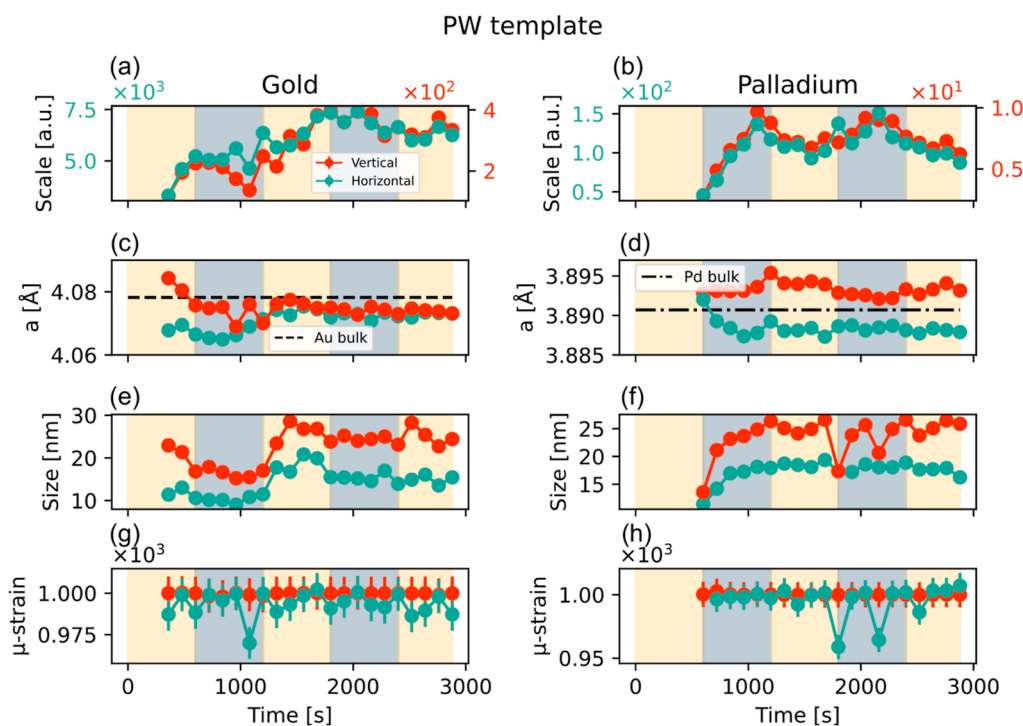 PW template
(a)
Gold
×10³
×10²
Scale [a.u.]
7.5
5.0
4
2
Vertical
Horizontal
(b)
Palladium
×10²
×10¹
Scale [a.u.]
1.5
1.0
0.5
1.0
0.5
(c)
a [Å]
4.08
4.06
Au bulk
(d)
a [Å]
3.895
3.890
3.885
Pd bulk
(e)
Size [nm]
30
20
10
(f)
Size [nm]
25
20
15
(g)
×10³
μ-strain
1.000
0.975
0 1000 2000 3000
Time [s]
(h)
×10³
μ-strain
1.00
0.95
0 1000 2000 3000
Time [s]